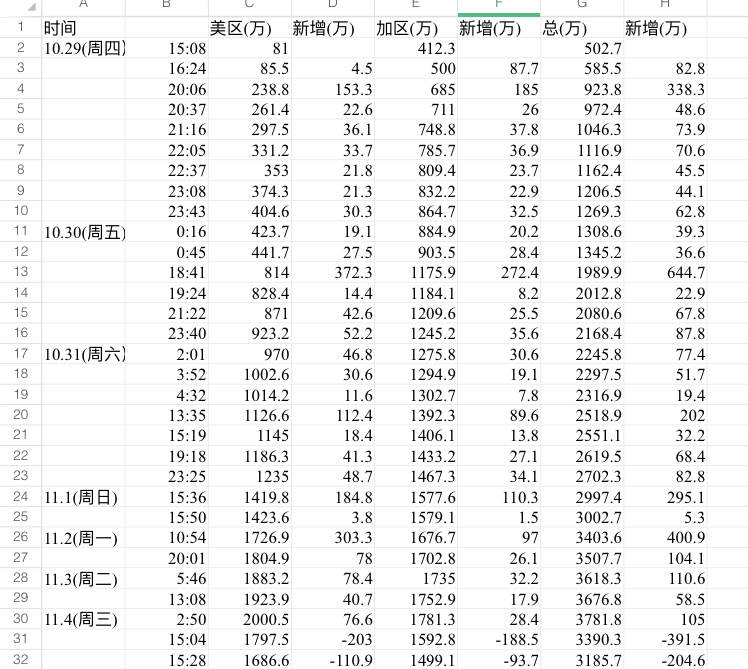 A B C D E F G H
1 时间 美区(万) 新增(万) 加区(万) 新增(万) 总(万) 新增(万)
2 10.29(周四) 15:08 81 412.3 502.7
3 16:24 85.5 4.5 500 87.7 585.5 82.8
4 20:06 238.8 153.3 685 185 923.8 338.3
5 20:37 261.4 22.6 711 26 972.4 48.6
6 21:16 297.5 36.1 748.8 37.8 1046.3 73.9
7 22:05 331.2 33.7 785.7 36.9 1116.9 70.6
8 22:37 353 21.8 809.4 23.7 1162.4 45.5
9 23:08 374.3 21.3 832.2 22.9 1206.5 44.1
10 23:43 404.6 30.3 864.7 32.5 1269.3 62.8
11 10.30(周五) 0:16 423.7 19.1 884.9 20.2 1308.6 39.3
12 0:45 441.7 27.5 903.5 28.4 1345.2 36.6
13 18:41 814 372.3 1175.9 272.4 1989.9 644.7
14 19:24 828.4 14.4 1184.1 8.2 2012.8 22.9
15 21:22 871 42.6 1209.6 25.5 2080.6 67.8
16 23:40 923.2 52.2 1245.2 35.6 2168.4 87.8
17 10.31(周六) 2:01 970 46.8 1275.8 30.6 2245.8 77.4
18 3:52 1002.6 30.6 1294.9 19.1 2297.5 51.7
19 4:32 1014.2 11.6 1302.7 7.8 2316.9 19.4
20 13:35 1126.6 112.4 1392.3 89.6 2518.9 202
21 15:19 1145 18.4 1406.1 13.8 2551.1 32.2
22 19:18 1186.3 41.3 1433.2 27.1 2619.5 68.4
23 23:25 1235 48.7 1467.3 34.1 2702.3 82.8
24 11.1(周日) 15:36 1419.8 184.8 1577.6 110.3 2997.4 295.1
25 15:50 1423.6 3.8 1579.1 1.5 3002.7 5.3
26 11.2(周一) 10:54 1726.9 303.3 1676.7 97 3403.6 400.9
27 20:01 1804.9 78 1702.8 26.1 3507.7 104.1
28 11.3(周二) 5:46 1883.2 78.4 1735 32.2 3618.3 110.6
29 13:08 1923.9 40.7 1752.9 17.9 3676.8 58.5
30 11.4(周三) 2:50 2000.5 76.6 1781.3 28.4 3781.8 105
31 15:04 1797.5 -203 1592.8 -188.5 3390.3 -391.5
32 15:28 1686.6 -110.9 1499.1 -93.7 3185.7 -204.6